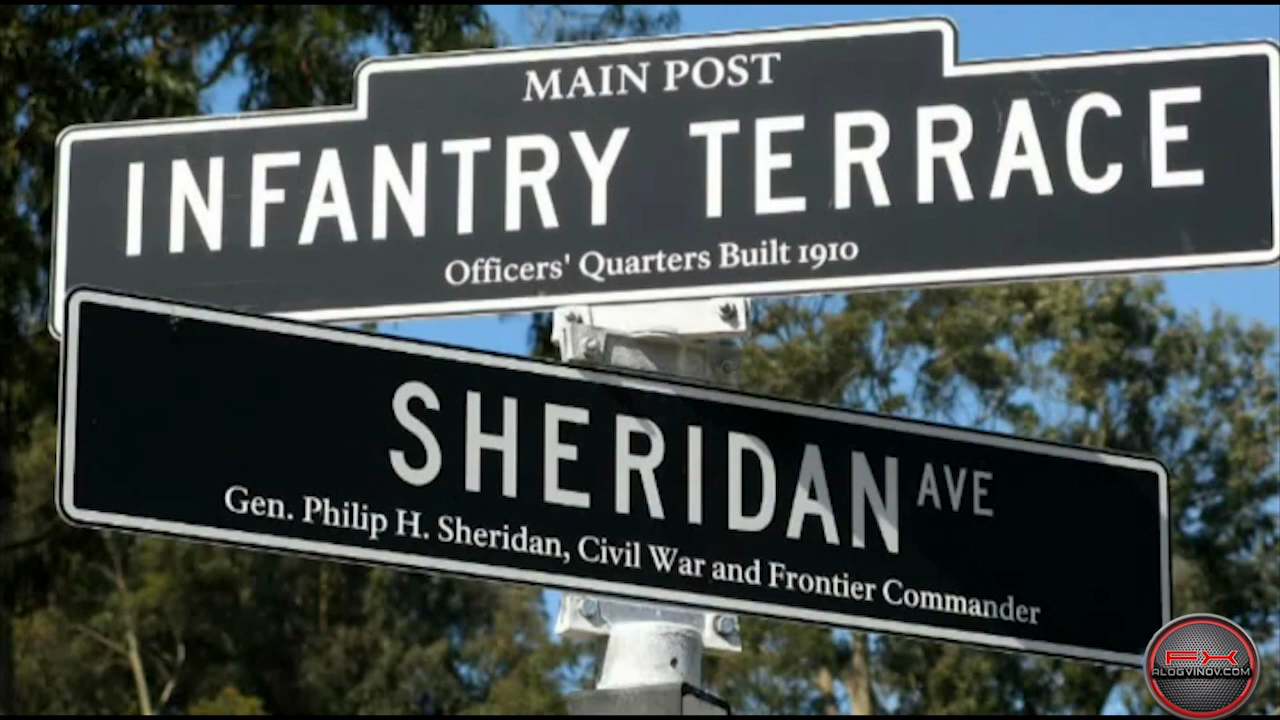 MAIN POST
INFANTRY TERRACE
Officers' Quarters Built 1910
SHERIDAN AVE
Gen. Philip H. Sheridan, Civil War and Frontier Commander
FX
ALOGVINOV.COM